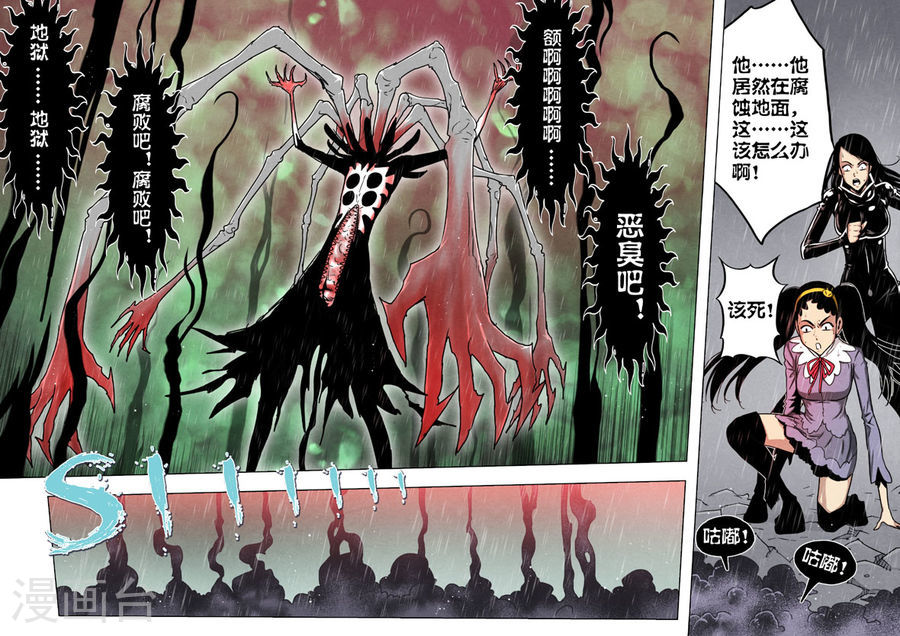 他……他
居然在腐
蚀地面，
这……这
该怎么办
啊！
该死！
咕嘟！
咕嘟！
额啊啊啊啊啊……
恶臭吧！
腐败吧！腐败吧！
地狱……地狱……
SIIIIIIIII
漫画台